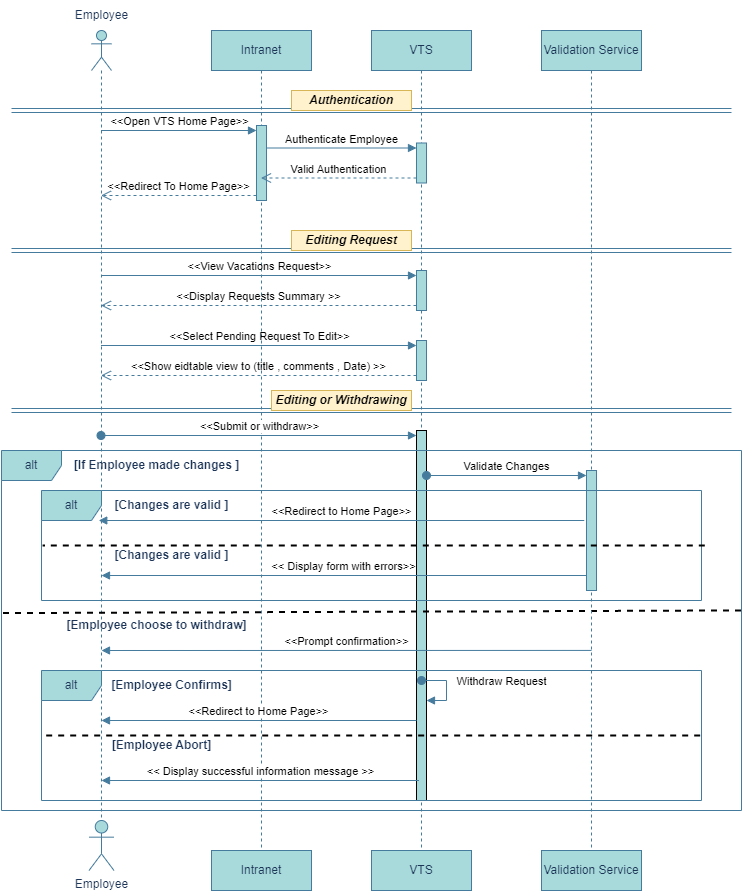 Employee
Intranet
VTS
Validation Service
Authentication
<<Open VTS Home Page>>
Authenticate Employee
Valid Authentication
<<Redirect To Home Page>>
Editing Request
<<View Vacations Request>>
<<Display Requests Summary >>
<<Select Pending Request To Edit>>
<<Show eidtable view to (title , comments , Date) >>
Editing or Withdrawing
<<Submit or withdraw>>
alt
[If Employee made changes ]
Validate Changes
alt
[Changes are valid ]
<<Redirect to Home Page>>
[Changes are valid ]
<< Display form with errors>>
[Employee choose to withdraw]
<<Prompt confirmation>>
alt
[Employee Confirms]
Withdraw Request
<<Redirect to Home Page>>
[Employee Abort]
<< Display successful information message >>
Employee
Intranet
VTS
Validation Service